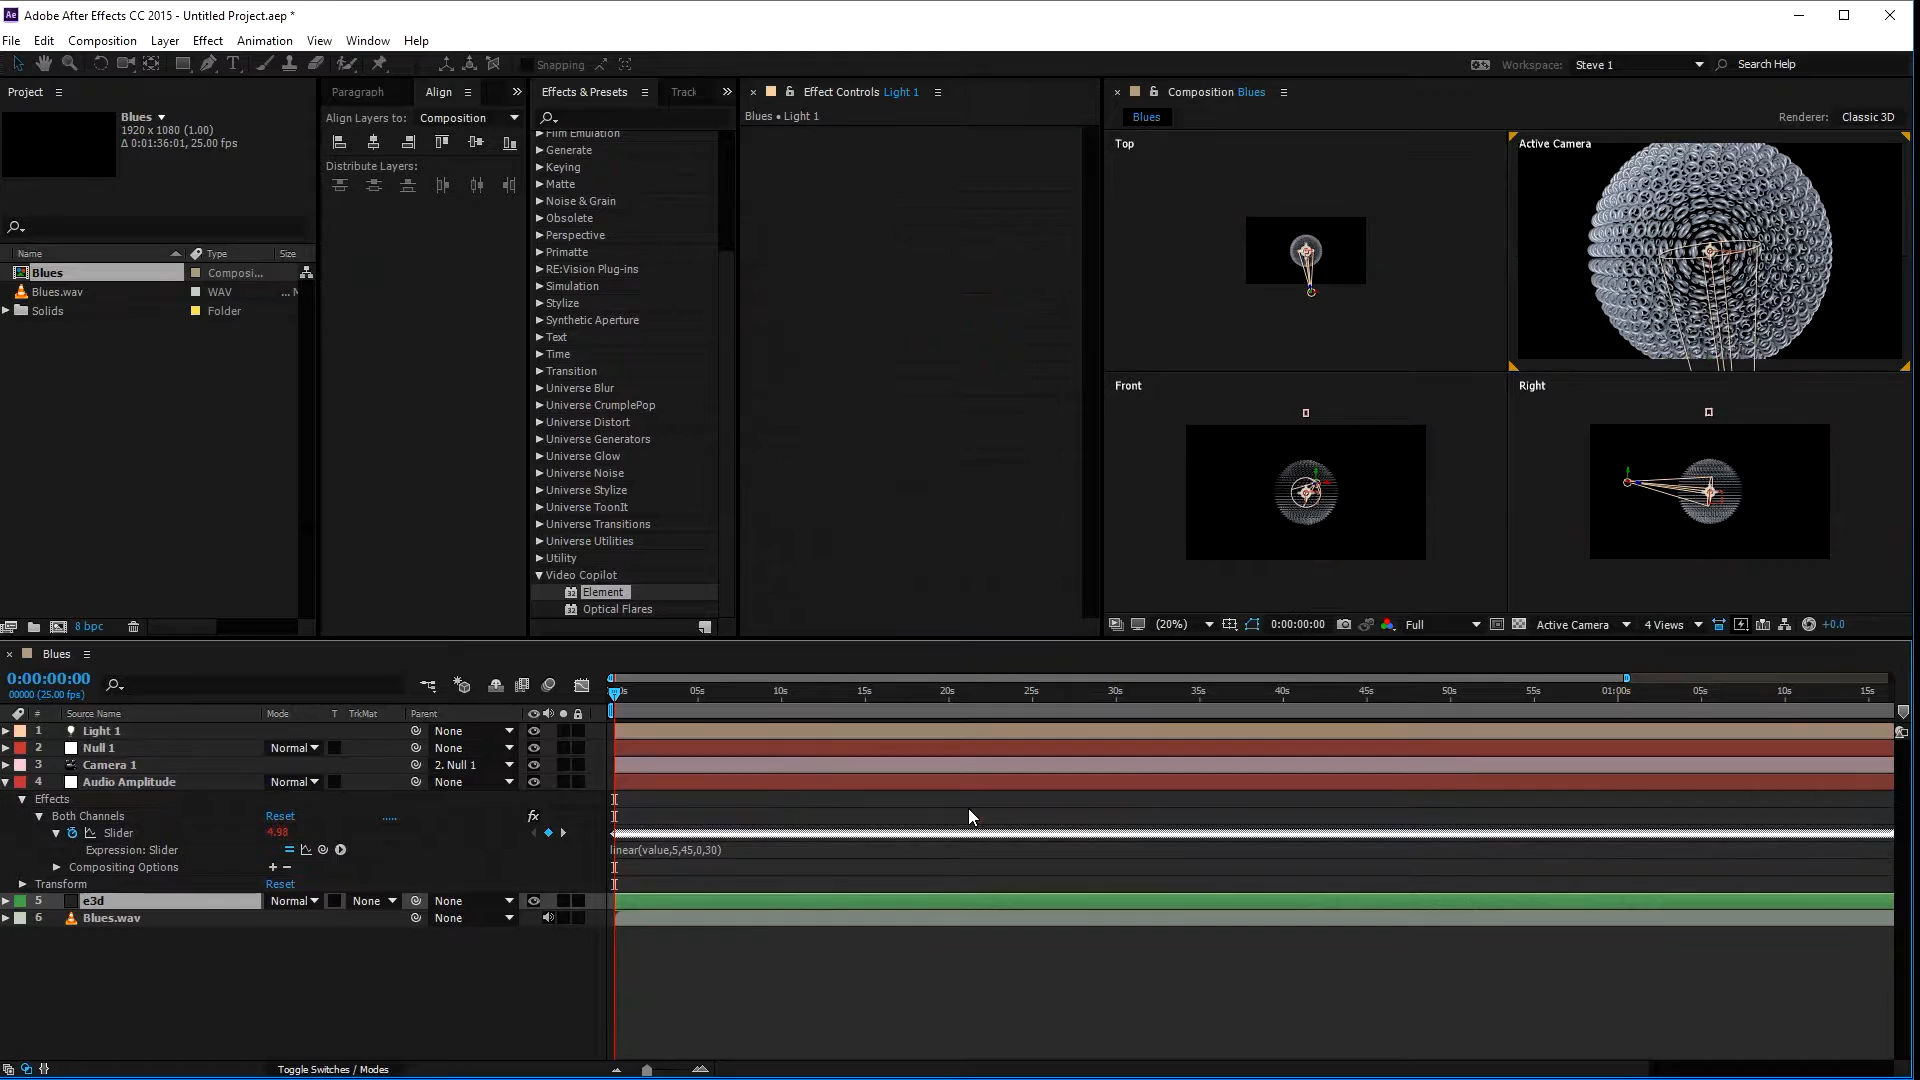 Adobe After Effects CC 2015 - Untitled Project.aep *
File Edit Composition Layer Effect Animation View Window Help
Snapping
Workspace: Steve 1
Search Help
Project
Paragraph Align
Effects & Presets Track
Effect Controls Light 1
Composition Blues
Blues
1920 x 1080 (1.00)
Δ 0:01:36:01, 25.00 fps
Align Layers to: Composition
Distribute Layers:
Blues • Light 1
Blues
Renderer: Classic 3D
Name Type Size
Blues Composi...
Blues.wav WAV ... M
Solids Folder
Film Emulation
Generate
Keying
Matte
Noise & Grain
Obsolete
Perspective
Primatte
RE:Vision Plug-ins
Simulation
Stylize
Synthetic Aperture
Text
Time
Transition
Universe Blur
Universe CrumplePop
Universe Distort
Universe Generators
Universe Glow
Universe Noise
Universe Stylize
Universe ToonIt
Universe Transitions
Universe Utilities
Utility
Video Copilot
32 Element
32 Optical Flares
Top
Active Camera
Front
Right
8 bpc
(20%) 0:00:00:00 Full Active Camera 4 Views +0.0
Blues
0:00:00:00
00000 (25.00 fps)
05s 10s 15s 20s 25s 30s 35s 40s 45s 50s 55s 01:00s 05s 10s 15s
# Source Name Mode T TrkMat Parent
1 Light 1 None
2 Null 1 Normal None
3 Camera 1 2. Null 1
4 Audio Amplitude Normal None
Effects
Both Channels Reset ..... fx
Slider 4.98
Expression: Slider linear(value,5,45,0,30)
Compositing Options + -
Transform Reset
5 e3d Normal None None
6 Blues.wav None
Toggle Switches / Modes